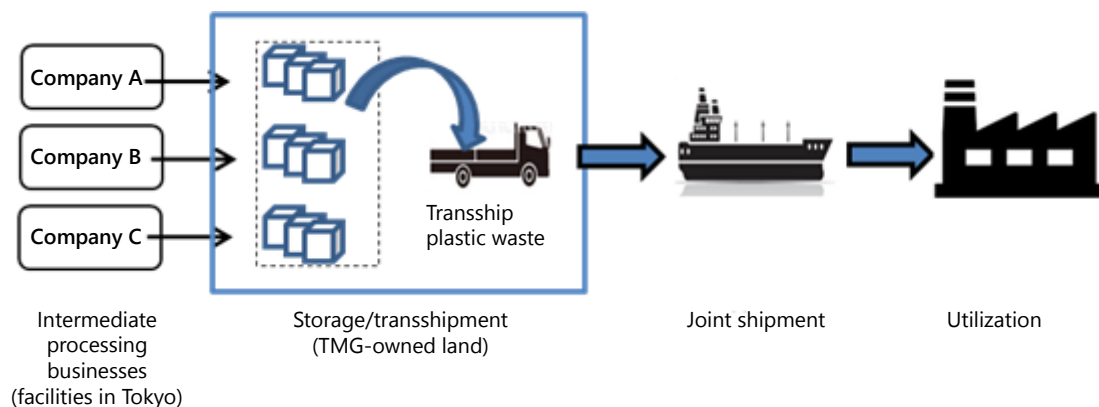 Company A
Company B
Company C
Transship
plastic waste
Intermediate
processing
businesses
(facilities in Tokyo)
Storage/transshipment
(TMG-owned land)
Joint shipment
Utilization